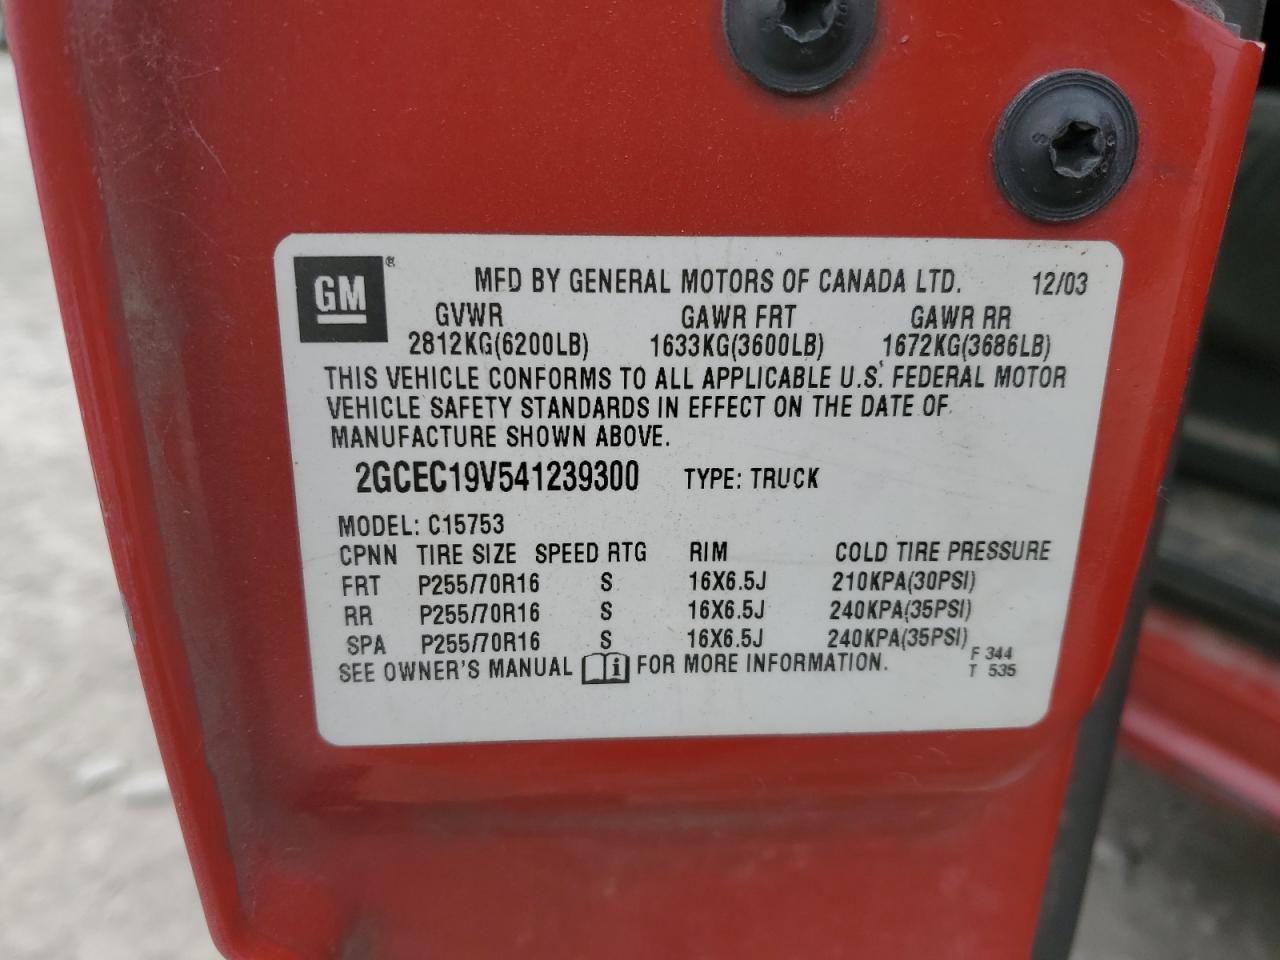 GM® MFD BY GENERAL MOTORS OF CANADA LTD. 12/03
GVWR GAWR FRT GAWR RR
2812KG(6200LB) 1633KG(3600LB) 1672KG(3686LB)
THIS VEHICLE CONFORMS TO ALL APPLICABLE U.S. FEDERAL MOTOR
VEHICLE SAFETY STANDARDS IN EFFECT ON THE DATE OF
MANUFACTURE SHOWN ABOVE.
2GCEC19V541239300 TYPE: TRUCK
MODEL: C15753
CPNN TIRE SIZE SPEED RTG RIM COLD TIRE PRESSURE
FRT P255/70R16 S 16X6.5J 210KPA(30PSI)
RR P255/70R16 S 16X6.5J 240KPA(35PSI)
SPA P255/70R16 S 16X6.5J 240KPA(35PSI)
SEE OWNER'S MANUAL i FOR MORE INFORMATION.
F 344
T 535